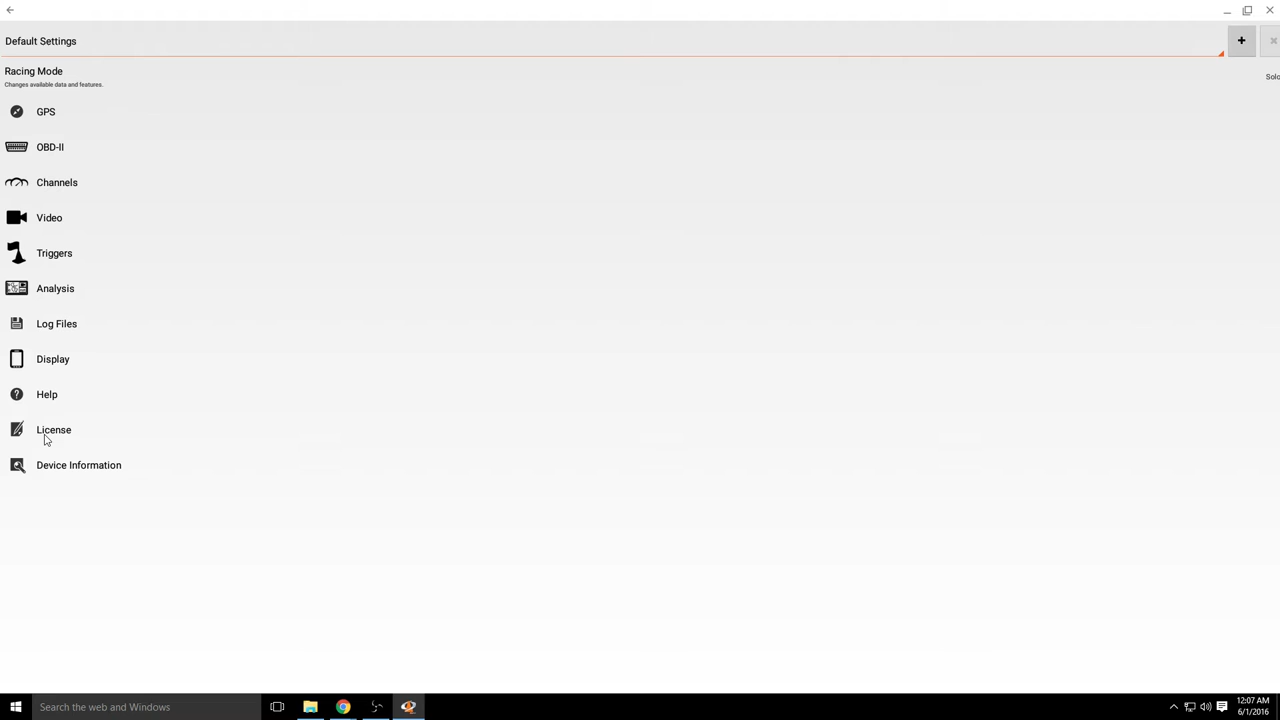 Default Settings
Racing Mode
Changes available data and features.
Solo
GPS
OBD-II
Channels
Video
Triggers
Analysis
Log Files
Display
Help
License
Device Information
Search the web and Windows
12:07 AM
6/1/2016